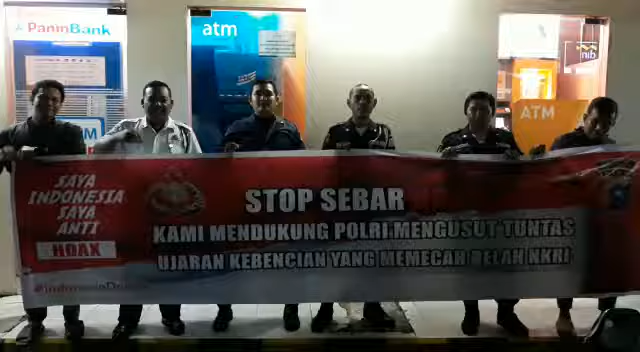 PaninBank
atm
ATM
SAYA
INDONESIA
SAYA
ANTI
HOAX
STOP SEBAR
KAMI MENDUKUNG POLRI MENGUSUT TUNTAS
UJARAN KEBENCIAN YANG MEMECAH BELAH NKRI